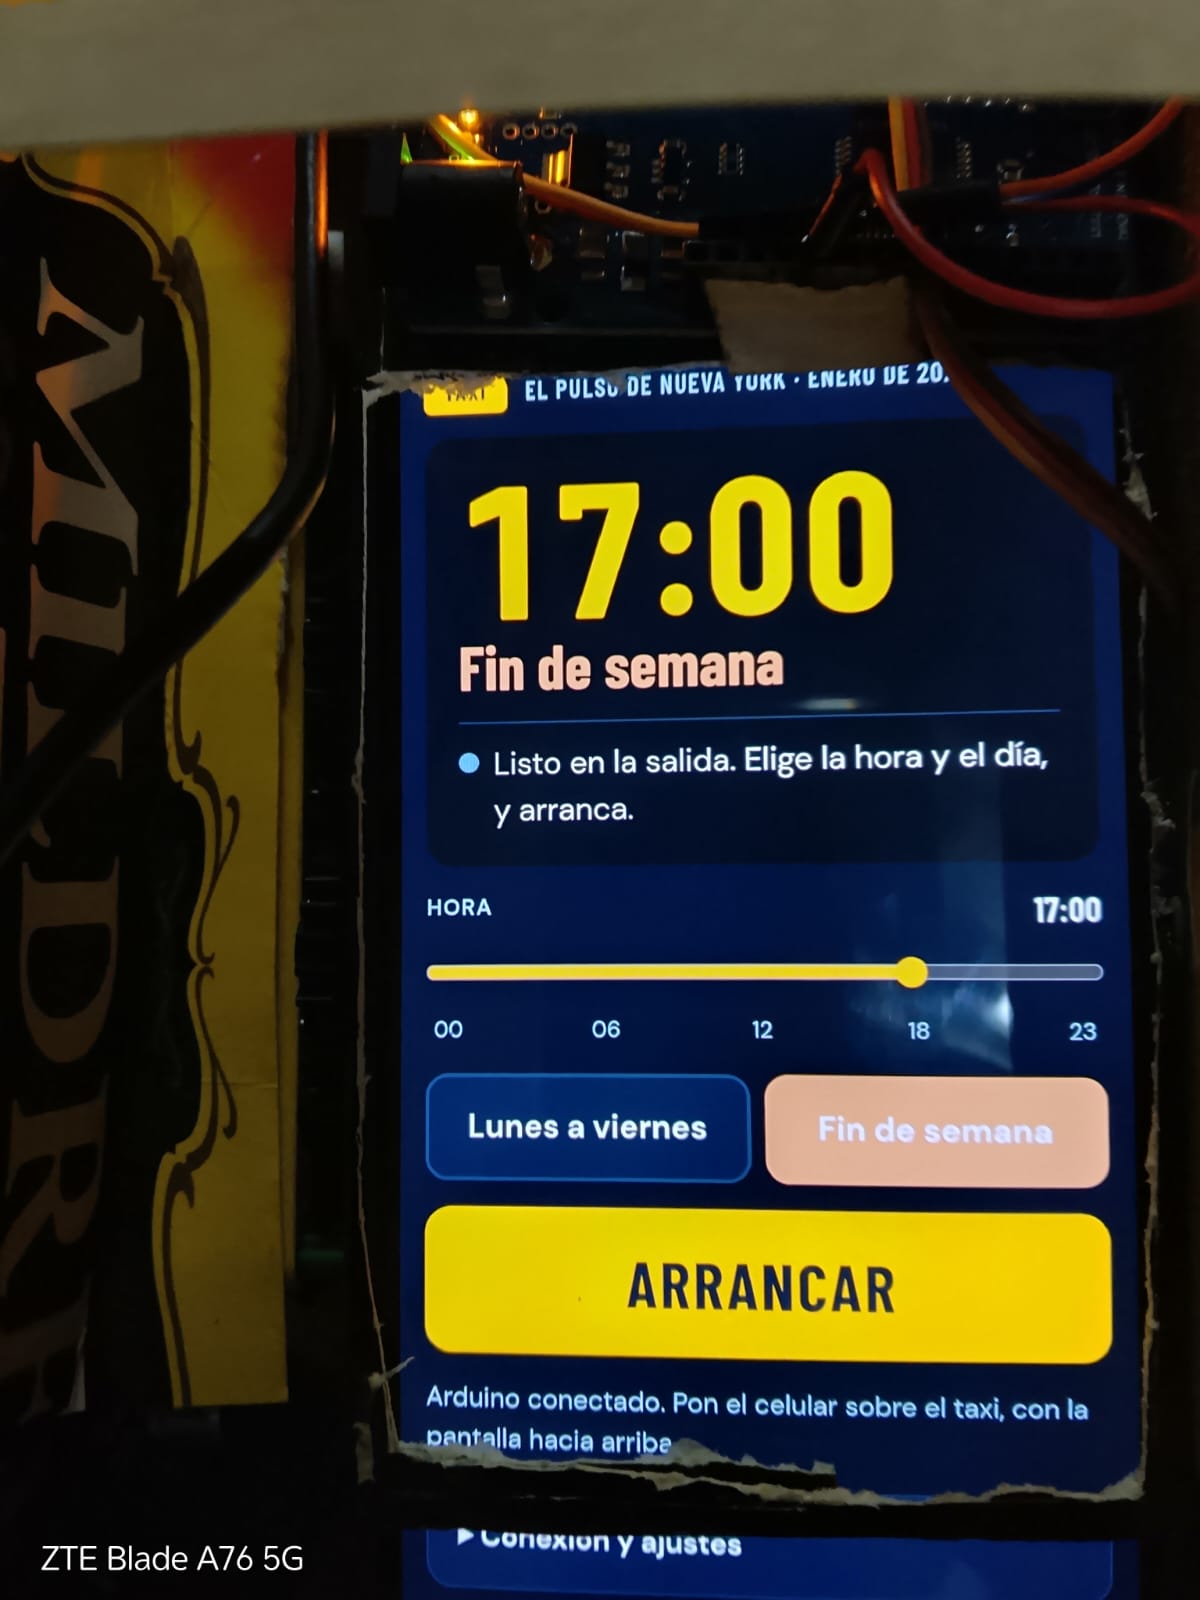 TAXI EL PULSO DE NUEVA YORK · ENERO DE 20
17:00
Fin de semana
Listo en la salida. Elige la hora y el día,
y arranca.
HORA 17:00
00 06 12 18 23
Lunes a viernes Fin de semana
ARRANCAR
Arduino conectado. Pon el celular sobre el taxi, con la
pantalla hacia arriba
Conexión y ajustes
ZTE Blade A76 5G